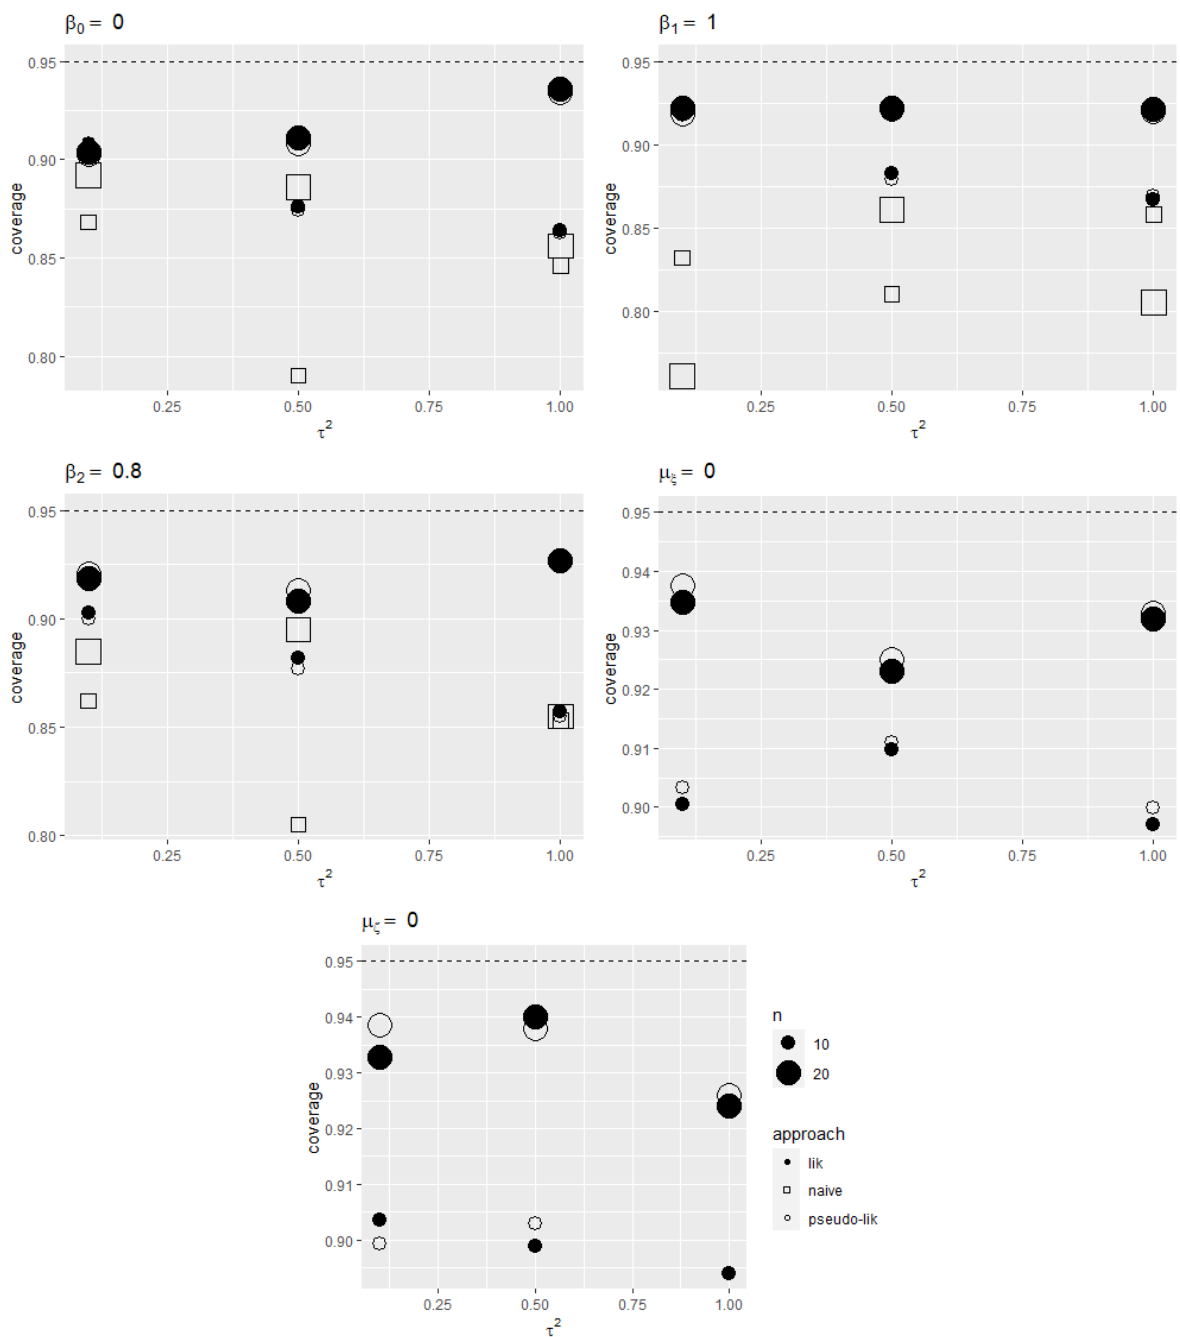 β₀ = 0
0.95
0.90
0.85
0.80
coverage
0.25 0.50 0.75 1.00
τ²
β₁ = 1
0.95
0.90
0.85
0.80
coverage
0.25 0.50 0.75 1.00
τ²
β₂ = 0.8
0.95
0.90
0.85
0.80
coverage
0.25 0.50 0.75 1.00
τ²
μ_ξ = 0
0.95
0.94
0.93
0.92
0.91
0.90
coverage
0.25 0.50 0.75 1.00
τ²
μ_ζ = 0
0.95
0.94
0.93
0.92
0.91
0.90
coverage
0.25 0.50 0.75 1.00
τ²
n
10
20
approach
lik
naive
pseudo-lik